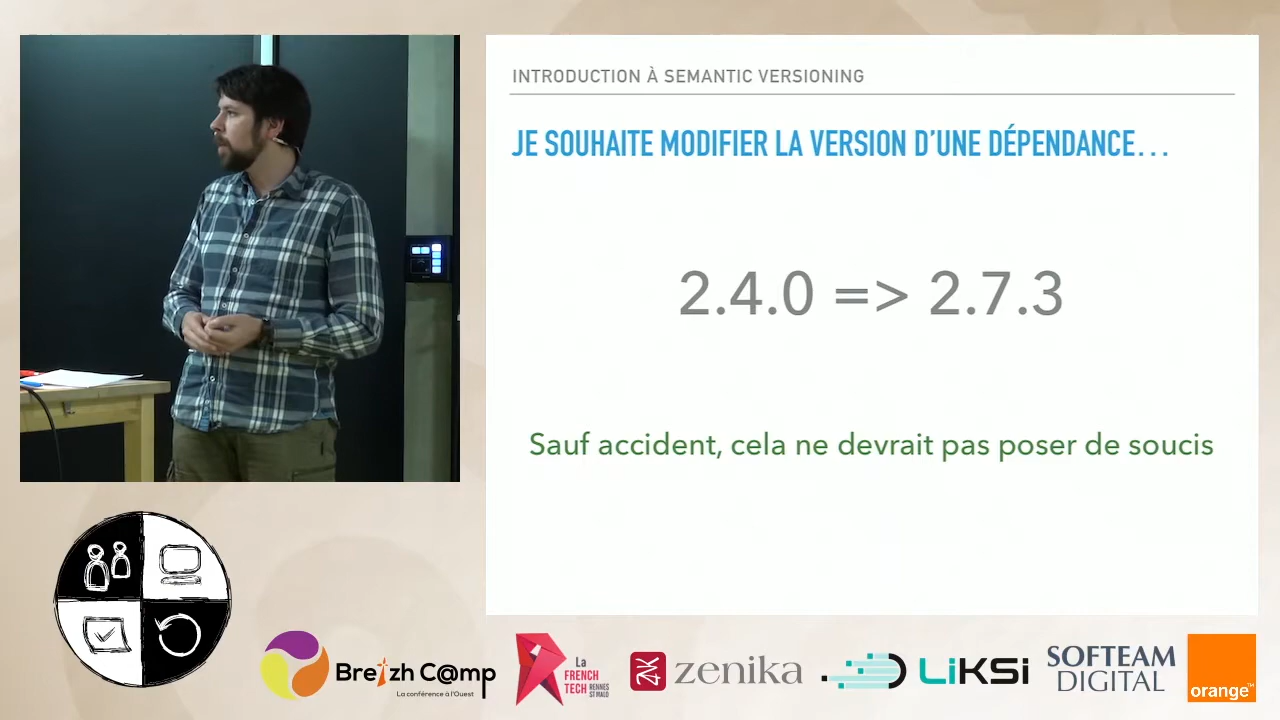 INTRODUCTION À SEMANTIC VERSIONING
JE SOUHAITE MODIFIER LA VERSION D'UNE DÉPENDANCE...
2.4.0 => 2.7.3
Sauf accident, cela ne devrait pas poser de soucis
Breizh C@mp
La conférence à l'Ouest
La
FRENCH
TECH
RENNES
ST MALO
zenika
LiKSi
SOFTEAM
DIGITAL
orange™